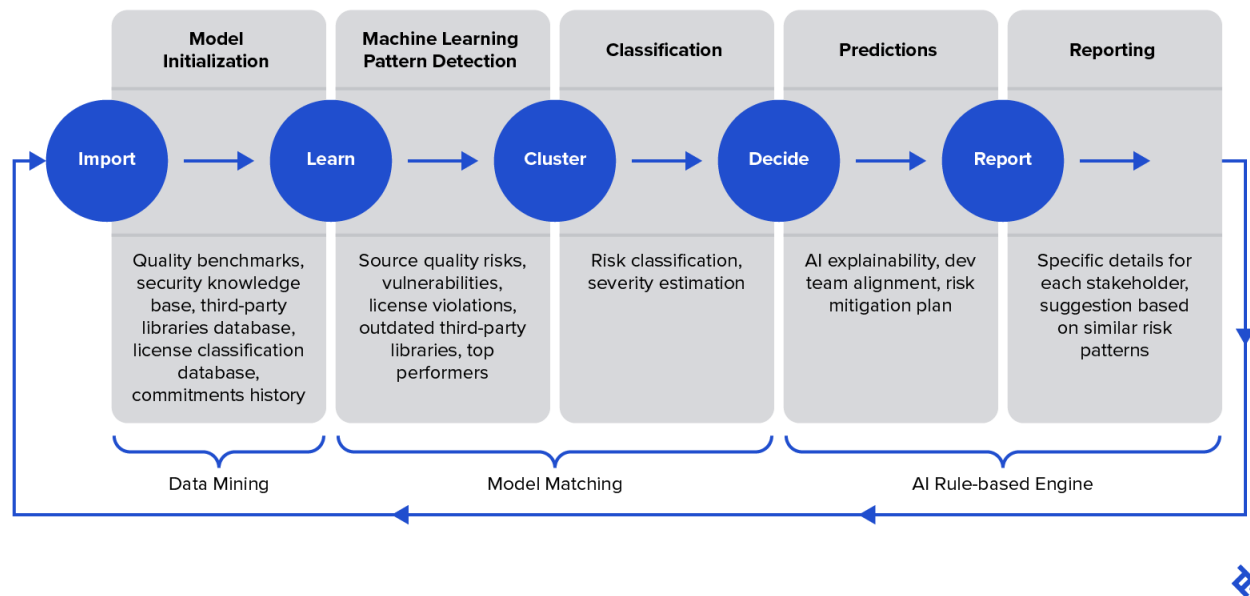 Model
Initialization
Machine Learning
Pattern Detection
Classification
Predictions
Reporting
Import
Learn
Cluster
Decide
Report
Quality benchmarks,
security knowledge
base, third-party
libraries database,
license classification
database,
commitments history
Source quality risks,
vulnerabilities,
license violations,
outdated third-party
libraries, top
performers
Risk classification,
severity estimation
AI explainability, dev
team alignment, risk
mitigation plan
Specific details for
each stakeholder,
suggestion based
on similar risk
patterns
Data Mining
Model Matching
AI Rule-based Engine